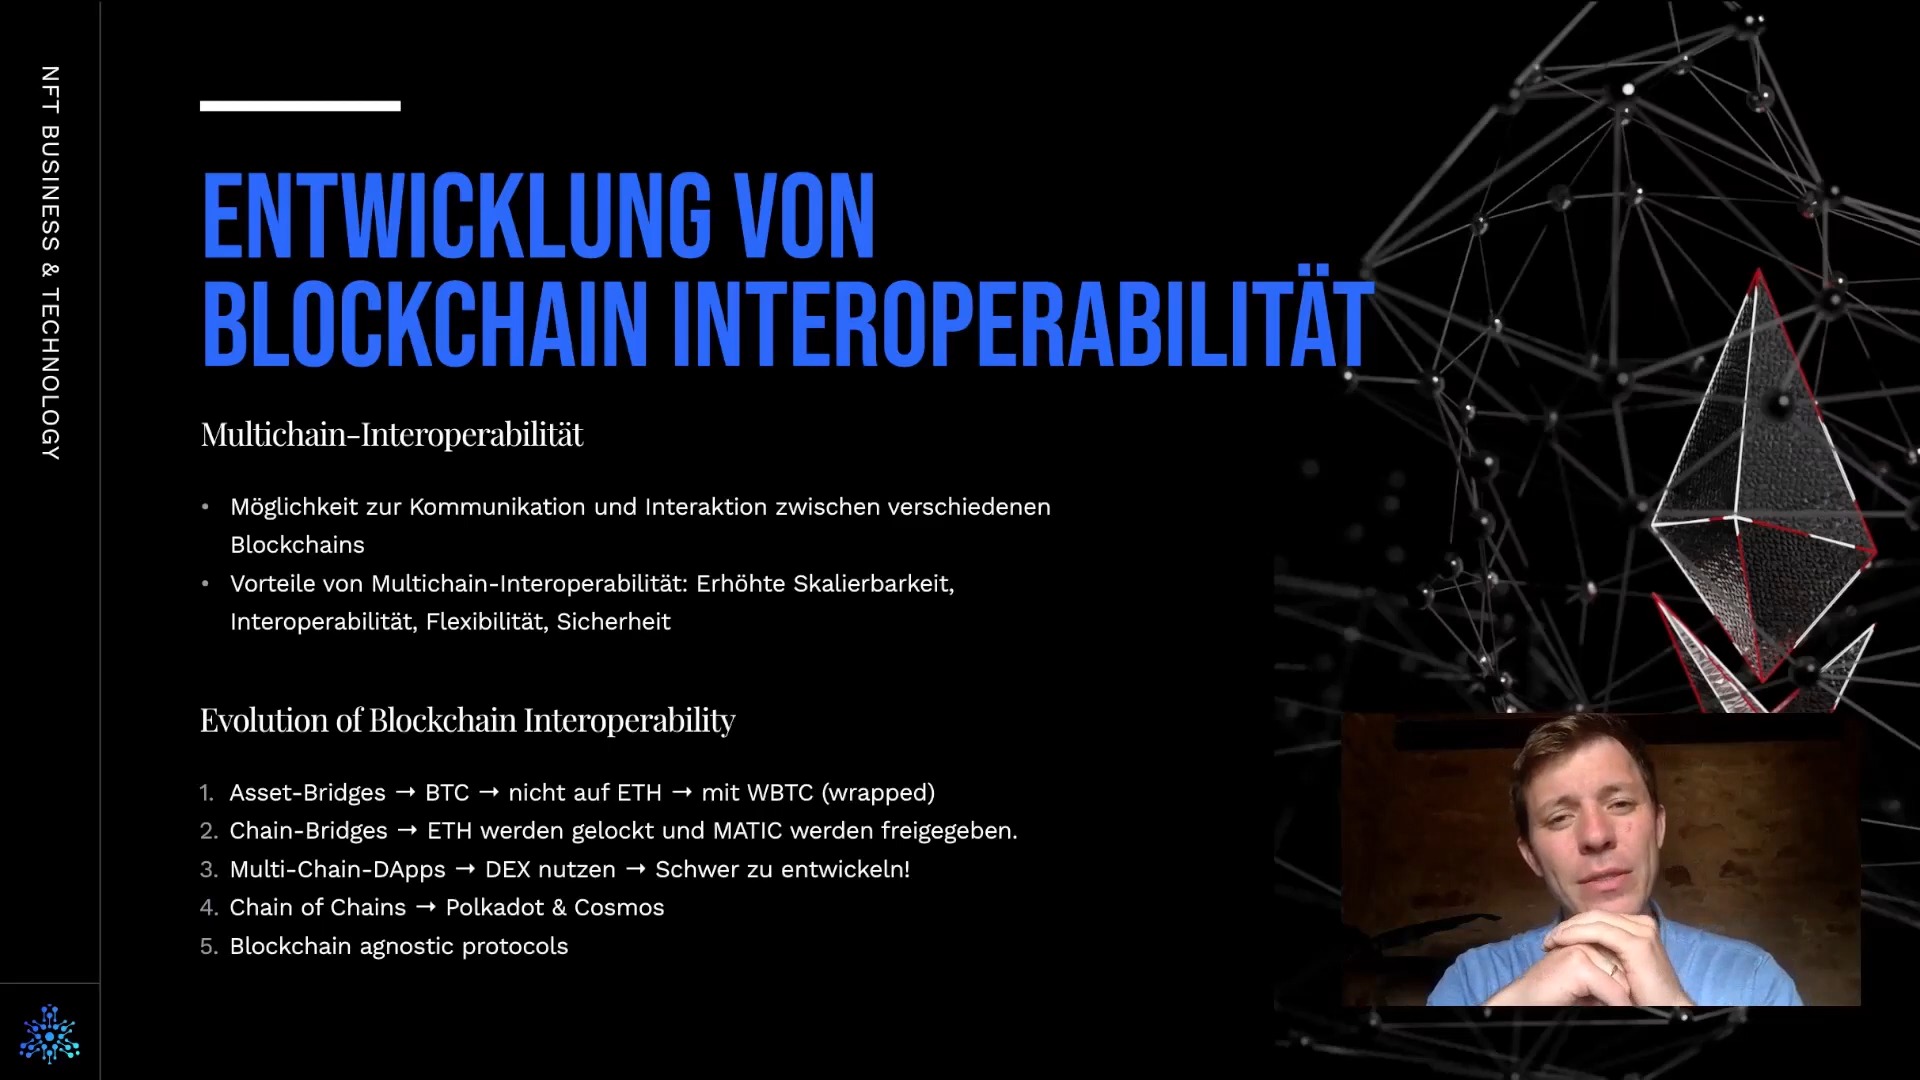 NFT BUSINESS & TECHNOLOGY
ENTWICKLUNG VON
BLOCKCHAIN INTEROPERABILITÄT
Multichain-Interoperabilität
• Möglichkeit zur Kommunikation und Interaktion zwischen verschiedenen
Blockchains
• Vorteile von Multichain-Interoperabilität: Erhöhte Skalierbarkeit,
Interoperabilität, Flexibilität, Sicherheit
Evolution of Blockchain Interoperability
1. Asset-Bridges → BTC → nicht auf ETH → mit WBTC (wrapped)
2. Chain-Bridges → ETH werden gelockt und MATIC werden freigegeben.
3. Multi-Chain-DApps → DEX nutzen → Schwer zu entwickeln!
4. Chain of Chains → Polkadot & Cosmos
5. Blockchain agnostic protocols